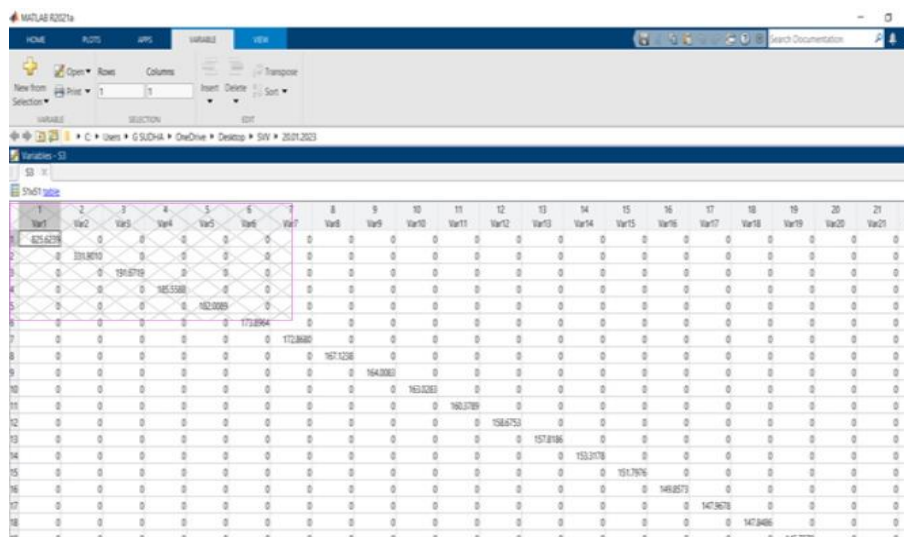 MATLAB R2021a
HOME PLOTS APPS VARIABLE VIEW Search Documentation
New from Selection Open Rows Columns Insert Delete Transpose
Print 1 1 Sort
VARIABLE SELECTION EDIT
C: Users G SUDHA OneDrive Desktop SVV 20.01.2023
Variables - S3
S3
51x51 table
1 2 3 4 5 6 7 8 9 10 11 12 13 14 15 16 17 18 19 20 21
Var1 Var2 Var3 Var4 Var5 Var6 Var7 Var8 Var9 Var10 Var11 Var12 Var13 Var14 Var15 Var16 Var17 Var18 Var19 Var20 Var21
1 825.6239 0 0 0 0 0 0 0 0 0 0 0 0 0 0 0 0 0 0 0 0
2 0 331.9010 0 0 0 0 0 0 0 0 0 0 0 0 0 0 0 0 0 0 0
3 0 0 191.6719 0 0 0 0 0 0 0 0 0 0 0 0 0 0 0 0 0 0
4 0 0 0 185.5588 0 0 0 0 0 0 0 0 0 0 0 0 0 0 0 0 0
5 0 0 0 0 182.0089 0 0 0 0 0 0 0 0 0 0 0 0 0 0 0 0
6 0 0 0 0 0 173.8964 0 0 0 0 0 0 0 0 0 0 0 0 0 0 0
7 0 0 0 0 0 0 172.8680 0 0 0 0 0 0 0 0 0 0 0 0 0 0
8 0 0 0 0 0 0 0 167.1238 0 0 0 0 0 0 0 0 0 0 0 0 0
9 0 0 0 0 0 0 0 0 164.0083 0 0 0 0 0 0 0 0 0 0 0 0
10 0 0 0 0 0 0 0 0 0 163.0283 0 0 0 0 0 0 0 0 0 0 0
11 0 0 0 0 0 0 0 0 0 0 160.3789 0 0 0 0 0 0 0 0 0 0
12 0 0 0 0 0 0 0 0 0 0 0 158.6753 0 0 0 0 0 0 0 0 0
13 0 0 0 0 0 0 0 0 0 0 0 0 157.8186 0 0 0 0 0 0 0 0
14 0 0 0 0 0 0 0 0 0 0 0 0 0 153.3178 0 0 0 0 0 0 0
15 0 0 0 0 0 0 0 0 0 0 0 0 0 0 151.7976 0 0 0 0 0 0
16 0 0 0 0 0 0 0 0 0 0 0 0 0 0 0 149.8573 0 0 0 0 0
17 0 0 0 0 0 0 0 0 0 0 0 0 0 0 0 0 147.9678 0 0 0 0
18 0 0 0 0 0 0 0 0 0 0 0 0 0 0 0 0 0 147.8486 0 0 0